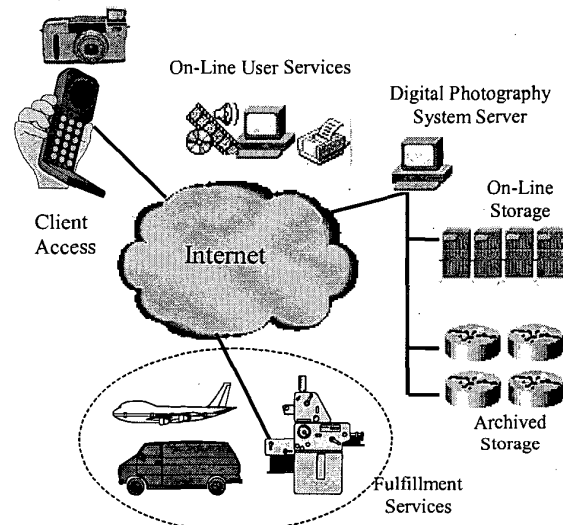 On-Line User Services
Digital Photography
System Server
On-Line
Storage
Client
Access
Internet
Archived
Storage
Fulfillment
Services